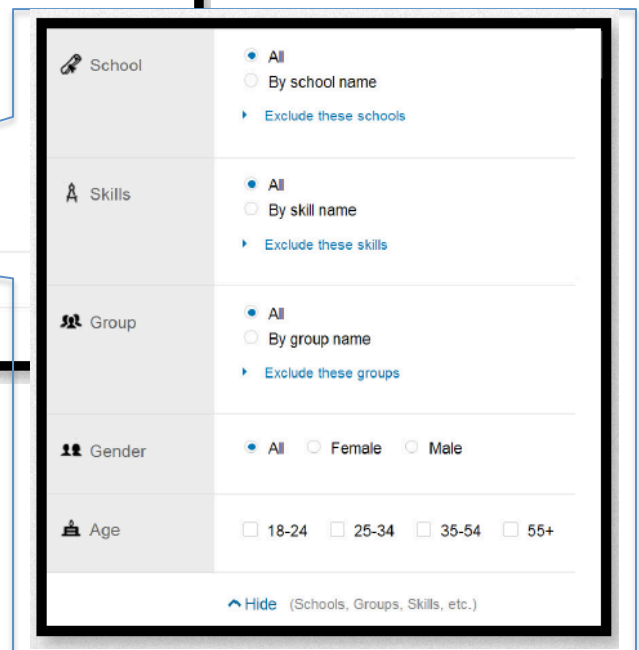 School
All
By school name
Exclude these schools
Skills
All
By skill name
Exclude these skills
Group
All
By group name
Exclude these groups
Gender
All Female Male
Age
18-24 25-34 35-54 55+
Hide (Schools, Groups, Skills, etc.)